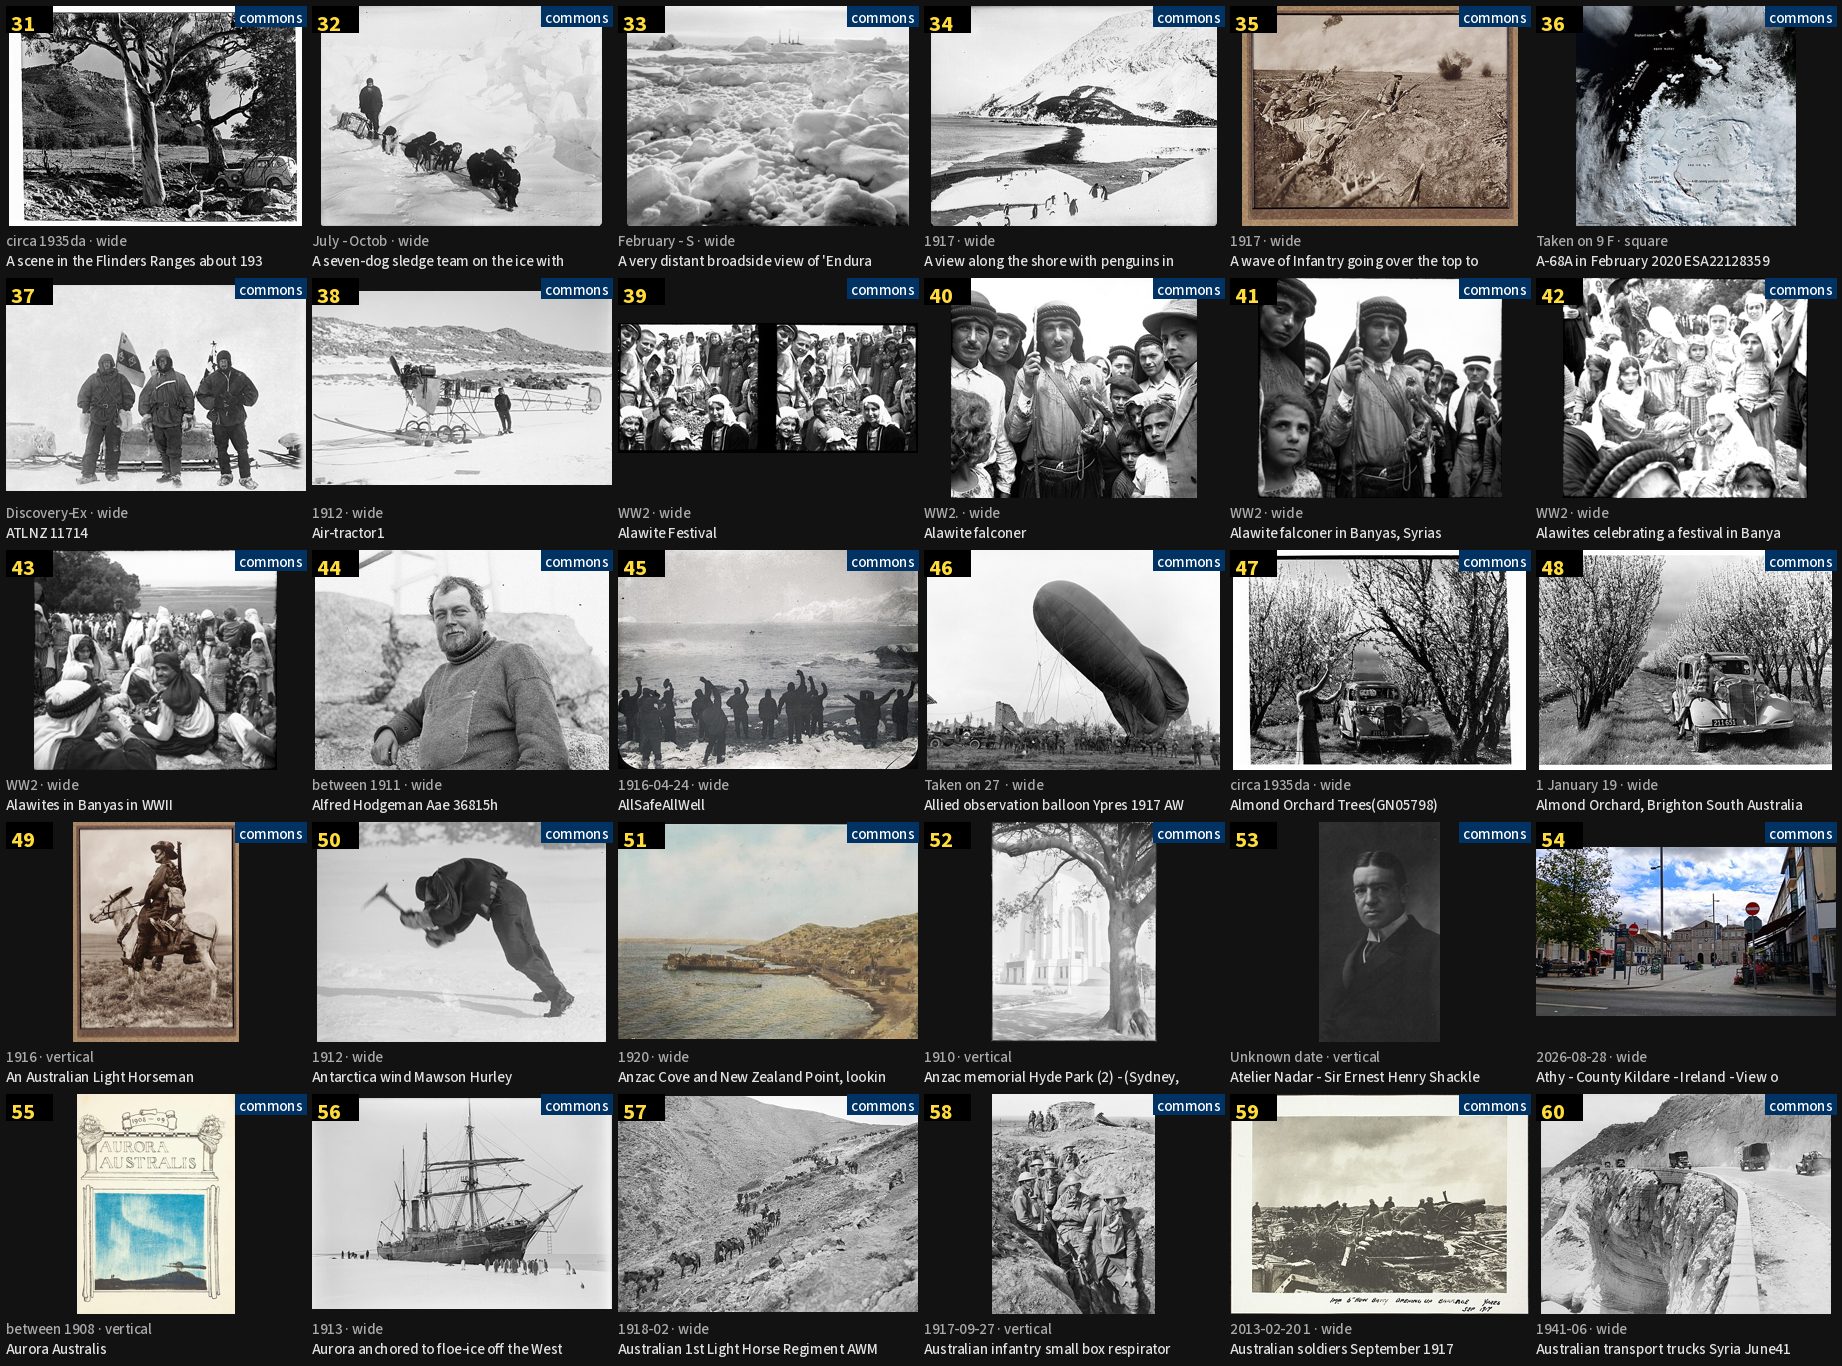 31
commons
circa 1935da · wide
A scene in the Flinders Ranges about 193
32
commons
July - Octob · wide
A seven-dog sledge team on the ice with
33
commons
February - S · wide
A very distant broadside view of 'Endura
34
commons
1917 · wide
A view along the shore with penguins in
35
commons
1917 · wide
A wave of Infantry going over the top to
36
commons
Taken on 9 F · square
A-68A in February 2020 ESA22128359
37
commons
Discovery-Ex · wide
ATLNZ 11714
38
commons
1912 · wide
Air-tractor1
39
commons
WW2 · wide
Alawite Festival
40
commons
WW2. · wide
Alawite falconer
41
commons
WW2 · wide
Alawite falconer in Banyas, Syrias
42
commons
WW2 · wide
Alawites celebrating a festival in Banya
43
commons
WW2 · wide
Alawites in Banyas in WWII
44
commons
between 1911 · wide
Alfred Hodgeman Aae 36815h
45
commons
1916-04-24 · wide
AllSafeAllWell
46
commons
Taken on 27 · wide
Allied observation balloon Ypres 1917 AW
47
commons
circa 1935da · wide
Almond Orchard Trees(GN05798)
48
commons
1 January 19 · wide
Almond Orchard, Brighton South Australia
49
commons
1916 · vertical
An Australian Light Horseman
50
commons
1912 · wide
Antarctica wind Mawson Hurley
51
commons
1920 · wide
Anzac Cove and New Zealand Point, lookin
52
commons
1910 · vertical
Anzac memorial Hyde Park (2) - (Sydney,
53
commons
Unknown date · vertical
Atelier Nadar - Sir Ernest Henry Shackle
54
commons
2026-08-28 · wide
Athy - County Kildare - Ireland - View o
55
commons
AURORA
AUSTRALIS
between 1908 · vertical
Aurora Australis
56
commons
1913 · wide
Aurora anchored to floe-ice off the West
57
commons
1918-02 · wide
Australian 1st Light Horse Regiment AWM
58
commons
1917-09-27 · vertical
Australian infantry small box respirator
59
commons
2013-02-20 1 · wide
Australian soldiers September 1917
60
commons
1941-06 · wide
Australian transport trucks Syria June41